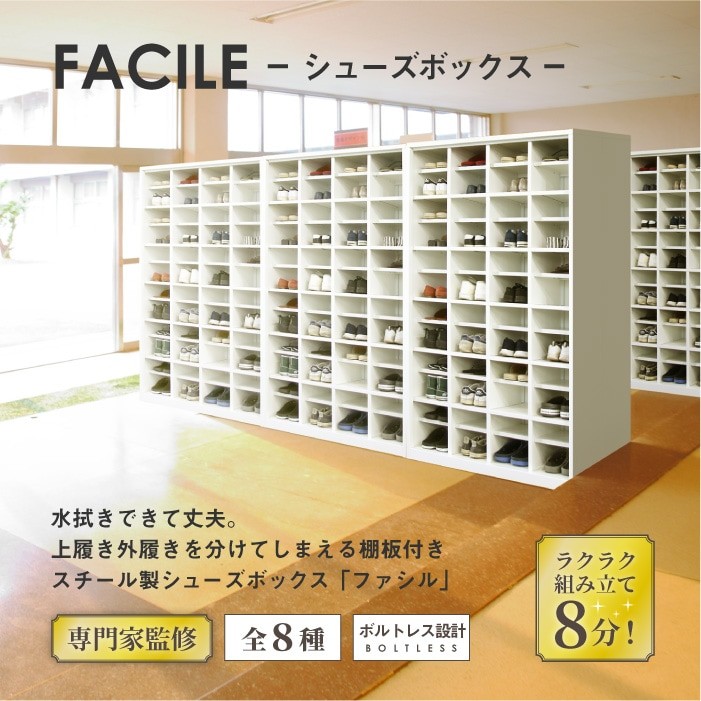 FACILE － シューズボックス－
水拭きできて丈夫。
上履き外履きを分けてしまえる棚板付き
スチール製シューズボックス「ファシル」
専門家監修
全8種
ボルトレス設計
BOLTLESS
ラクラク
組み立て
8分！